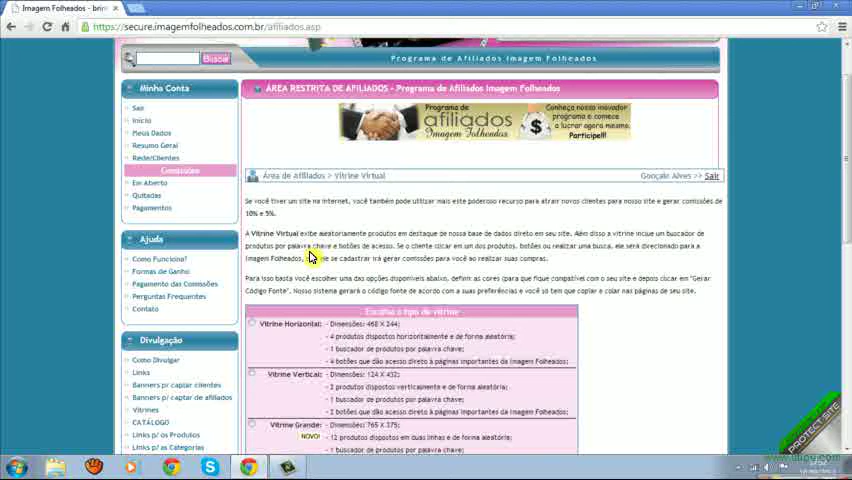 Imagem Folheados - brin
https://secure.imagemfolheados.com.br/afiliados.asp
Buscar
Programa de Afiliados Imagem Folheados
Minha Conta
Sair
Início
Meus Dados
Resumo Geral
Rede/Clientes
Comissões
Em Aberto
Quitadas
Pagamentos
Ajuda
Como Funciona?
Formas de Ganho
Pagamento das Comissões
Perguntas Frequentes
Contato
Divulgação
Como Divulgar
Links
Banners p/ captar clientes
Banners p/ captar de afiliados
Vitrines
CATÁLOGO
Links p/ os Produtos
Links p/ as Categorias
ÁREA RESTRITA DE AFILIADOS - Programa de Afiliados Imagem Folheados
Programa de
afiliados
Imagem Folheados
Conheça nosso inovador
programa e comece
a lucrar agora mesmo.
Participe!!!
Área de Afiliados > Vitrine Virtual
Gonçalo Alves >> Sair
Se você tiver um site na internet, você também pode utilizar mais este poderoso recurso para atrair novos clientes para nosso site e gerar comissões de
10% e 5%.
A Vitrine Virtual exibe aleatoriamente produtos em destaque de nossa base de dados direto em seu site. Além disso a vitrine inclue um buscador de
produtos por palavra chave e botões de acesso. Se o cliente clicar em um dos produtos, botões ou realizar uma busca, ele será direcionado para a
Imagem Folheados, ele se cadastrar irá gerar comissões para você ao realizar suas compras.
Para isso basta você escolher uma das opções disponíveis abaixo, definir as cores (para que fique compatível com o seu site e depois clicar em "Gerar
Código Fonte". Nosso sistema gerará o código fonte de acordo com a suas preferências e você só tem que copiar e colar nas páginas de seu site.
Escolha o tipo de vitrine
Vitrine Horizontal: - Dimensões: 468 X 244;
- 4 produtos dispostos horizontalmente e de forma aleatória;
- 1 buscador de produtos por palavra chave;
- 4 botões que dão acesso direto à páginas importantes da Imagem Folheados;
Vitrine Vertical: - Dimensões: 124 X 432;
- 2 produtos dispostos verticalmente e de forma aleatória;
- 1 buscador de produtos por palavra chave;
- 2 botões que dão acesso direto à páginas importantes da Imagem Folheados;
Vitrine Grande: - Dimensões: 765 X 375;
NOVO! - 12 produtos dispostos em duas linhas e de forma aleatória;
- 1 buscador de produtos por palavra chave;
PROTECT SITE